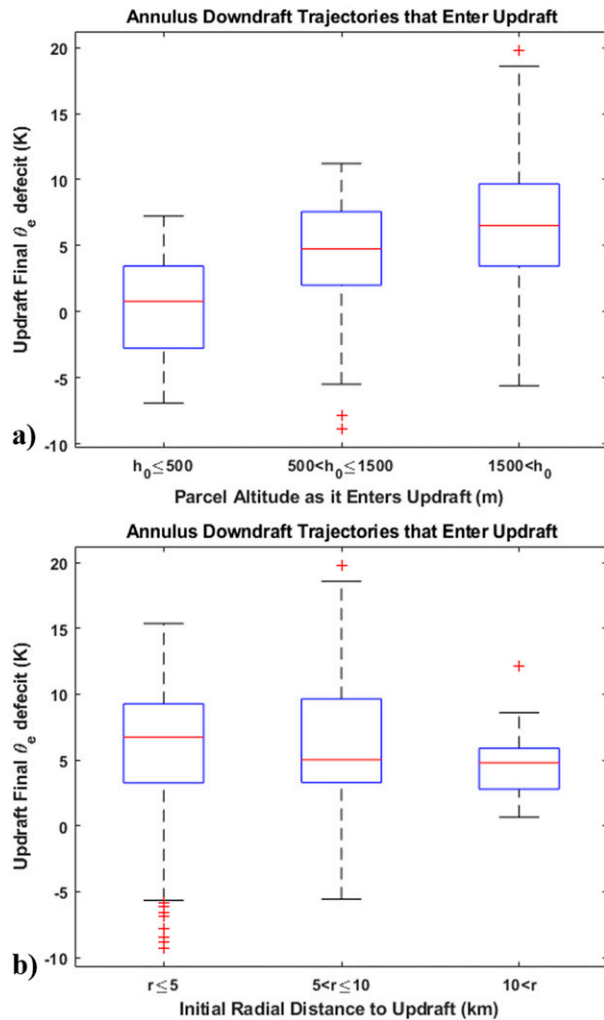 Annulus Downdraft Trajectories that Enter Updraft
20
15
10
5
0
-5
-10
Updraft Final θ_e defecit (K)
a)
h₀≤500 500<h₀≤1500 1500<h₀
Parcel Altitude as it Enters Updraft (m)
Annulus Downdraft Trajectories that Enter Updraft
20
15
10
5
0
-5
-10
Updraft Final θ_e defecit (K)
b)
r≤5 5<r≤10 10<r
Initial Radial Distance to Updraft (km)